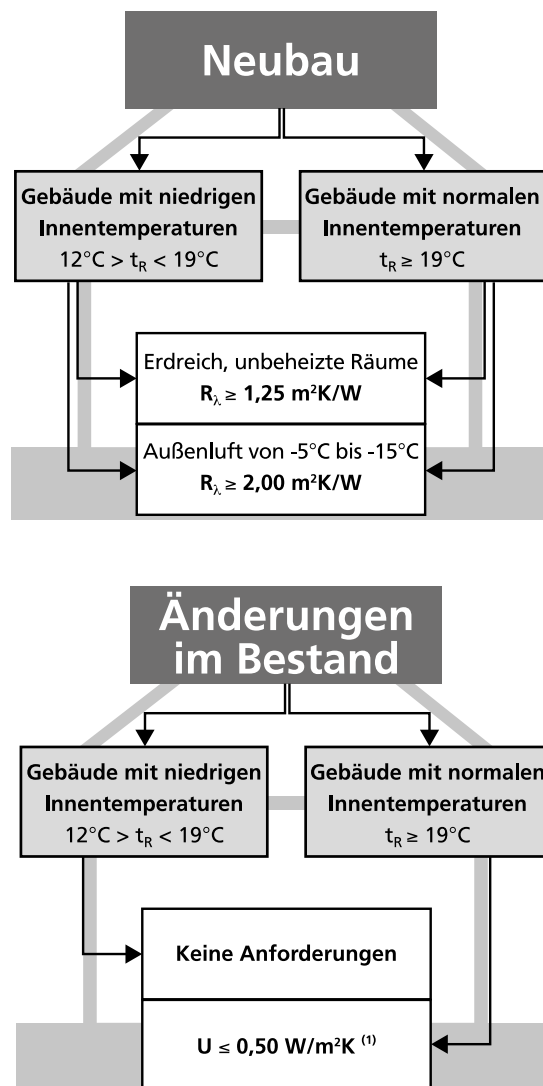 Neubau
Gebäude mit niedrigen
Innentemperaturen
12°C > tR < 19°C
Gebäude mit normalen
Innentemperaturen
tR ≥ 19°C
Erdreich, unbeheizte Räume
Rλ ≥ 1,25 m²K/W
Außenluft von -5°C bis -15°C
Rλ ≥ 2,00 m²K/W
Änderungen
im Bestand
Gebäude mit niedrigen
Innentemperaturen
12°C > tR < 19°C
Gebäude mit normalen
Innentemperaturen
tR ≥ 19°C
Keine Anforderungen
U ≤ 0,50 W/m²K (1)